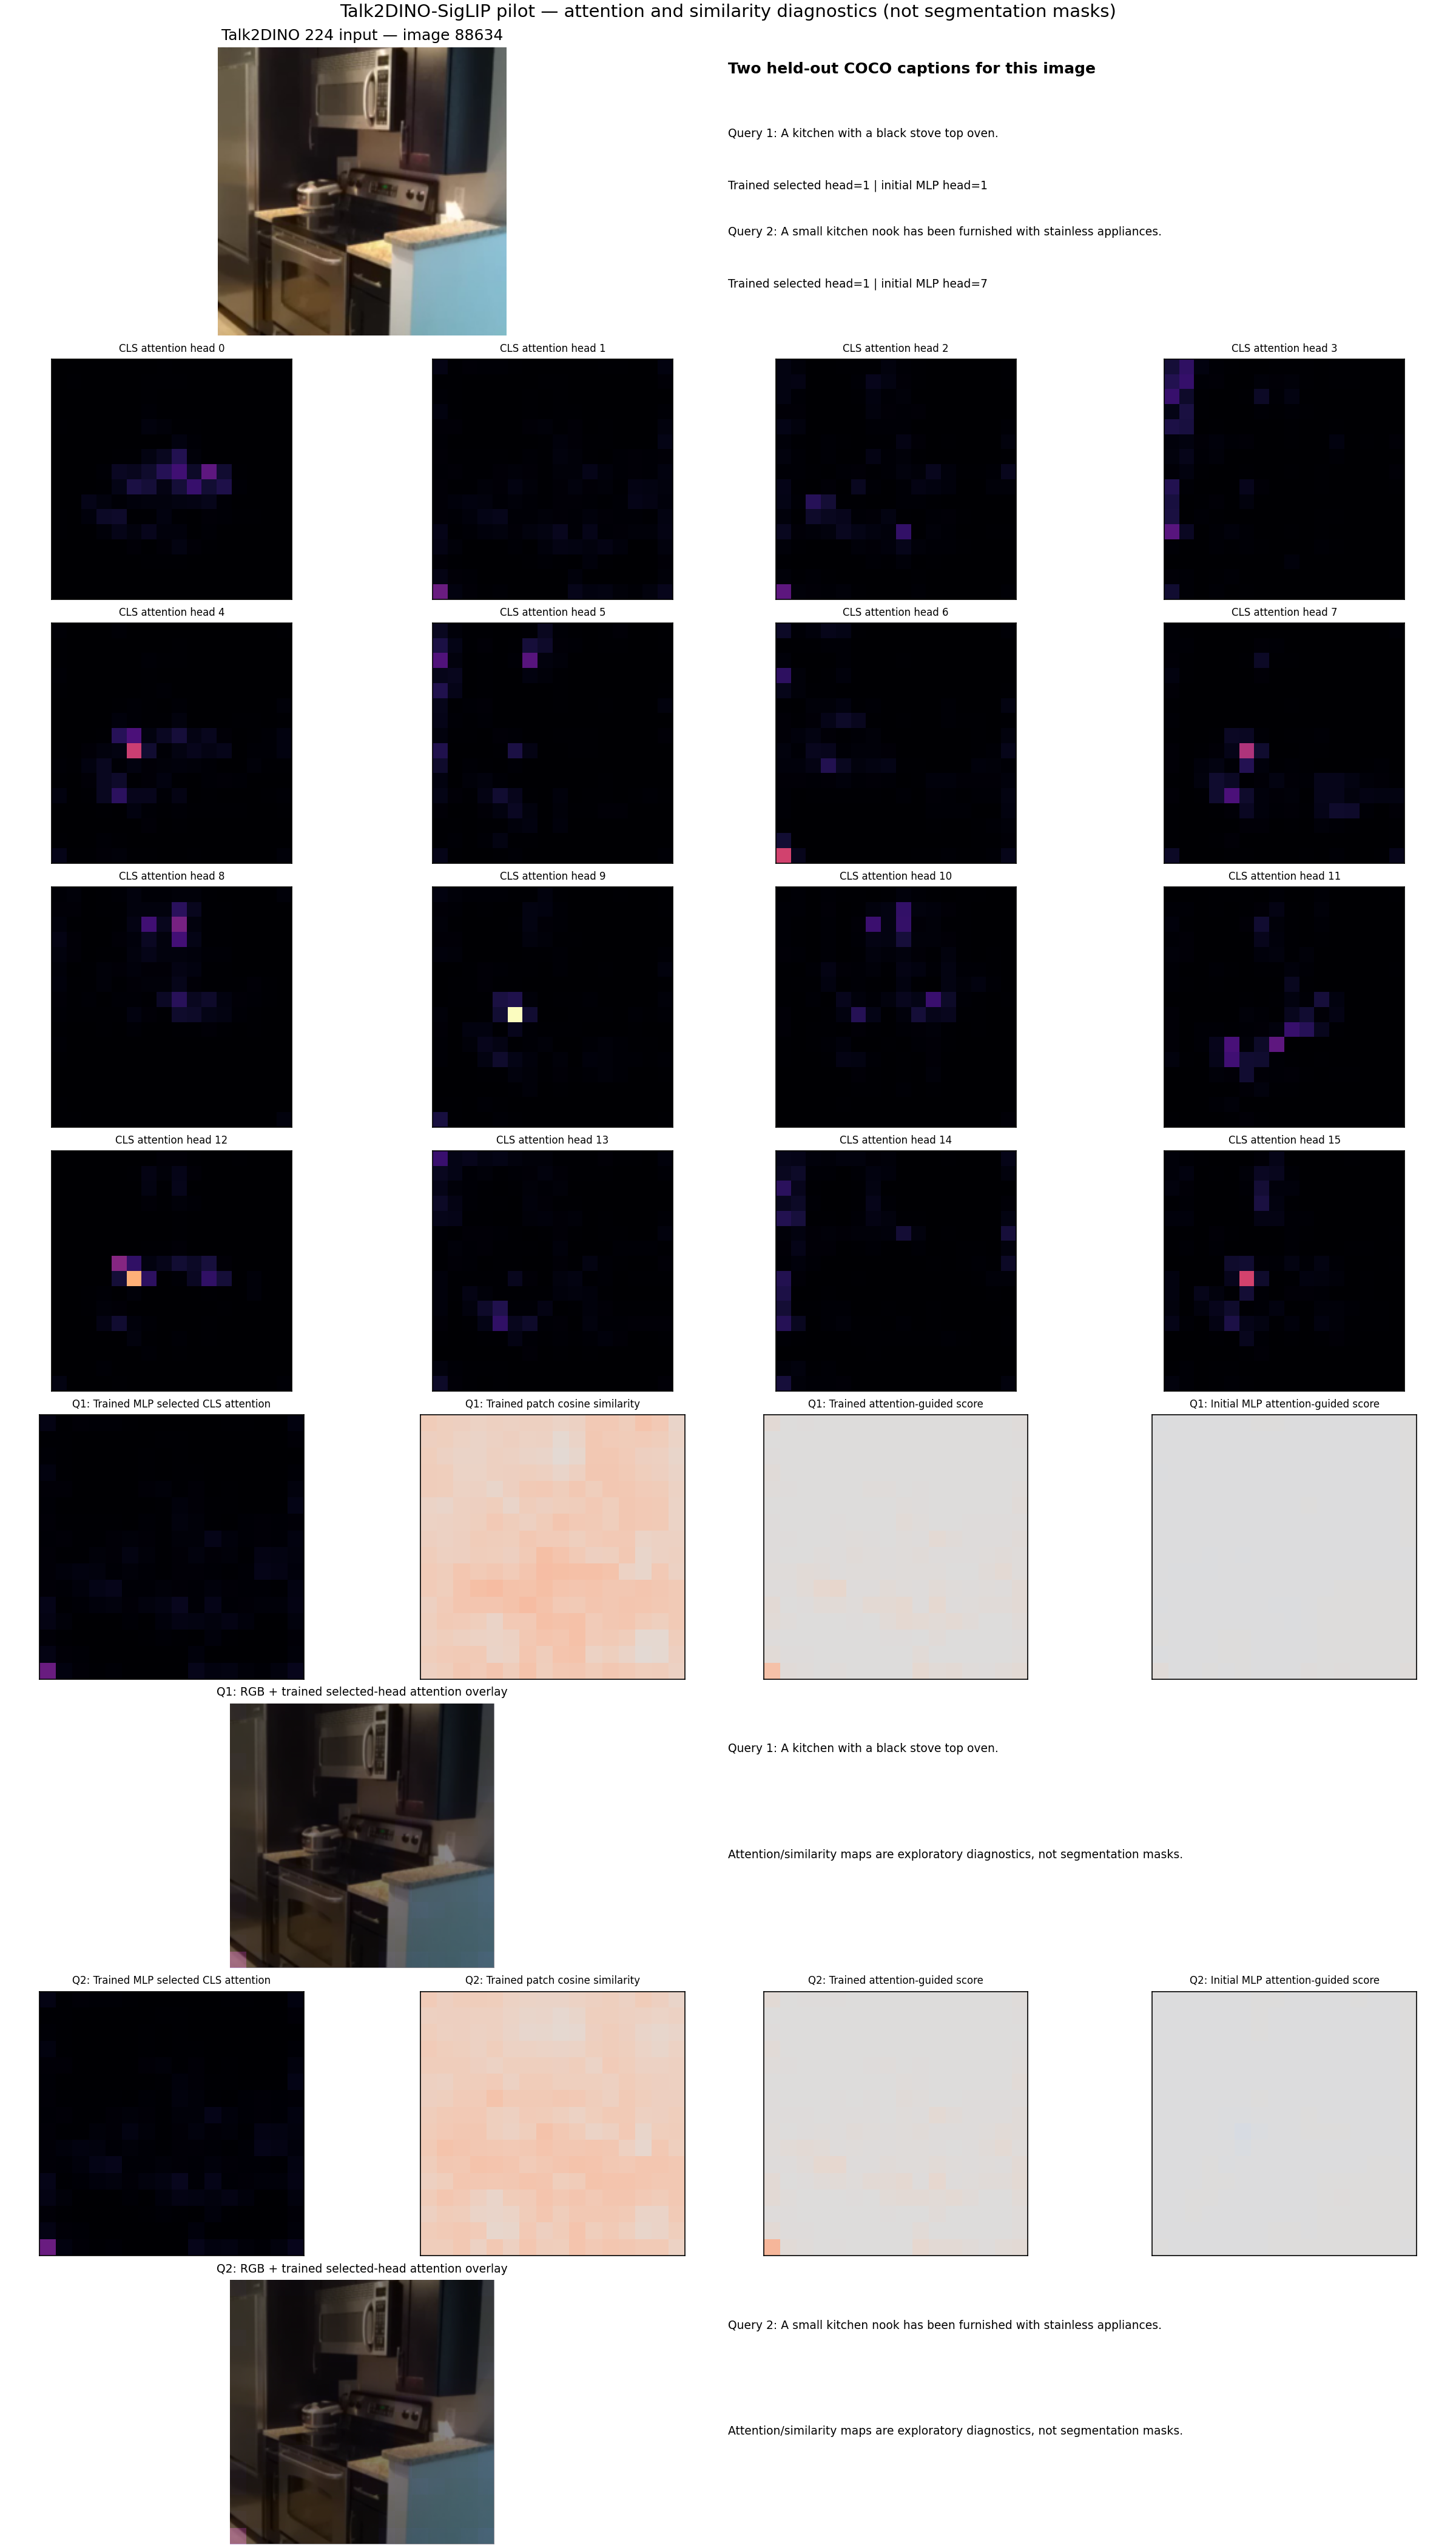 Talk2DINO-SigLIP pilot — attention and similarity diagnostics (not segmentation masks)
Talk2DINO 224 input — image 88634
Two held-out COCO captions for this image
Query 1: A kitchen with a black stove top oven.
Trained selected head=1 | initial MLP head=1
Query 2: A small kitchen nook has been furnished with stainless appliances.
Trained selected head=1 | initial MLP head=7
CLS attention head 0
CLS attention head 1
CLS attention head 2
CLS attention head 3
CLS attention head 4
CLS attention head 5
CLS attention head 6
CLS attention head 7
CLS attention head 8
CLS attention head 9
CLS attention head 10
CLS attention head 11
CLS attention head 12
CLS attention head 13
CLS attention head 14
CLS attention head 15
Q1: Trained MLP selected CLS attention
Q1: Trained patch cosine similarity
Q1: Trained attention-guided score
Q1: Initial MLP attention-guided score
Q1: RGB + trained selected-head attention overlay
Query 1: A kitchen with a black stove top oven.
Attention/similarity maps are exploratory diagnostics, not segmentation masks.
Q2: Trained MLP selected CLS attention
Q2: Trained patch cosine similarity
Q2: Trained attention-guided score
Q2: Initial MLP attention-guided score
Q2: RGB + trained selected-head attention overlay
Query 2: A small kitchen nook has been furnished with stainless appliances.
Attention/similarity maps are exploratory diagnostics, not segmentation masks.